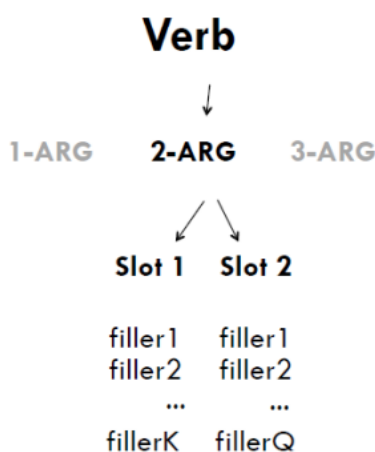 Verb
1-ARG 2-ARG 3-ARG
Slot 1 Slot 2
filler1 filler1
filler2 filler2
... ...
fillerK fillerQ